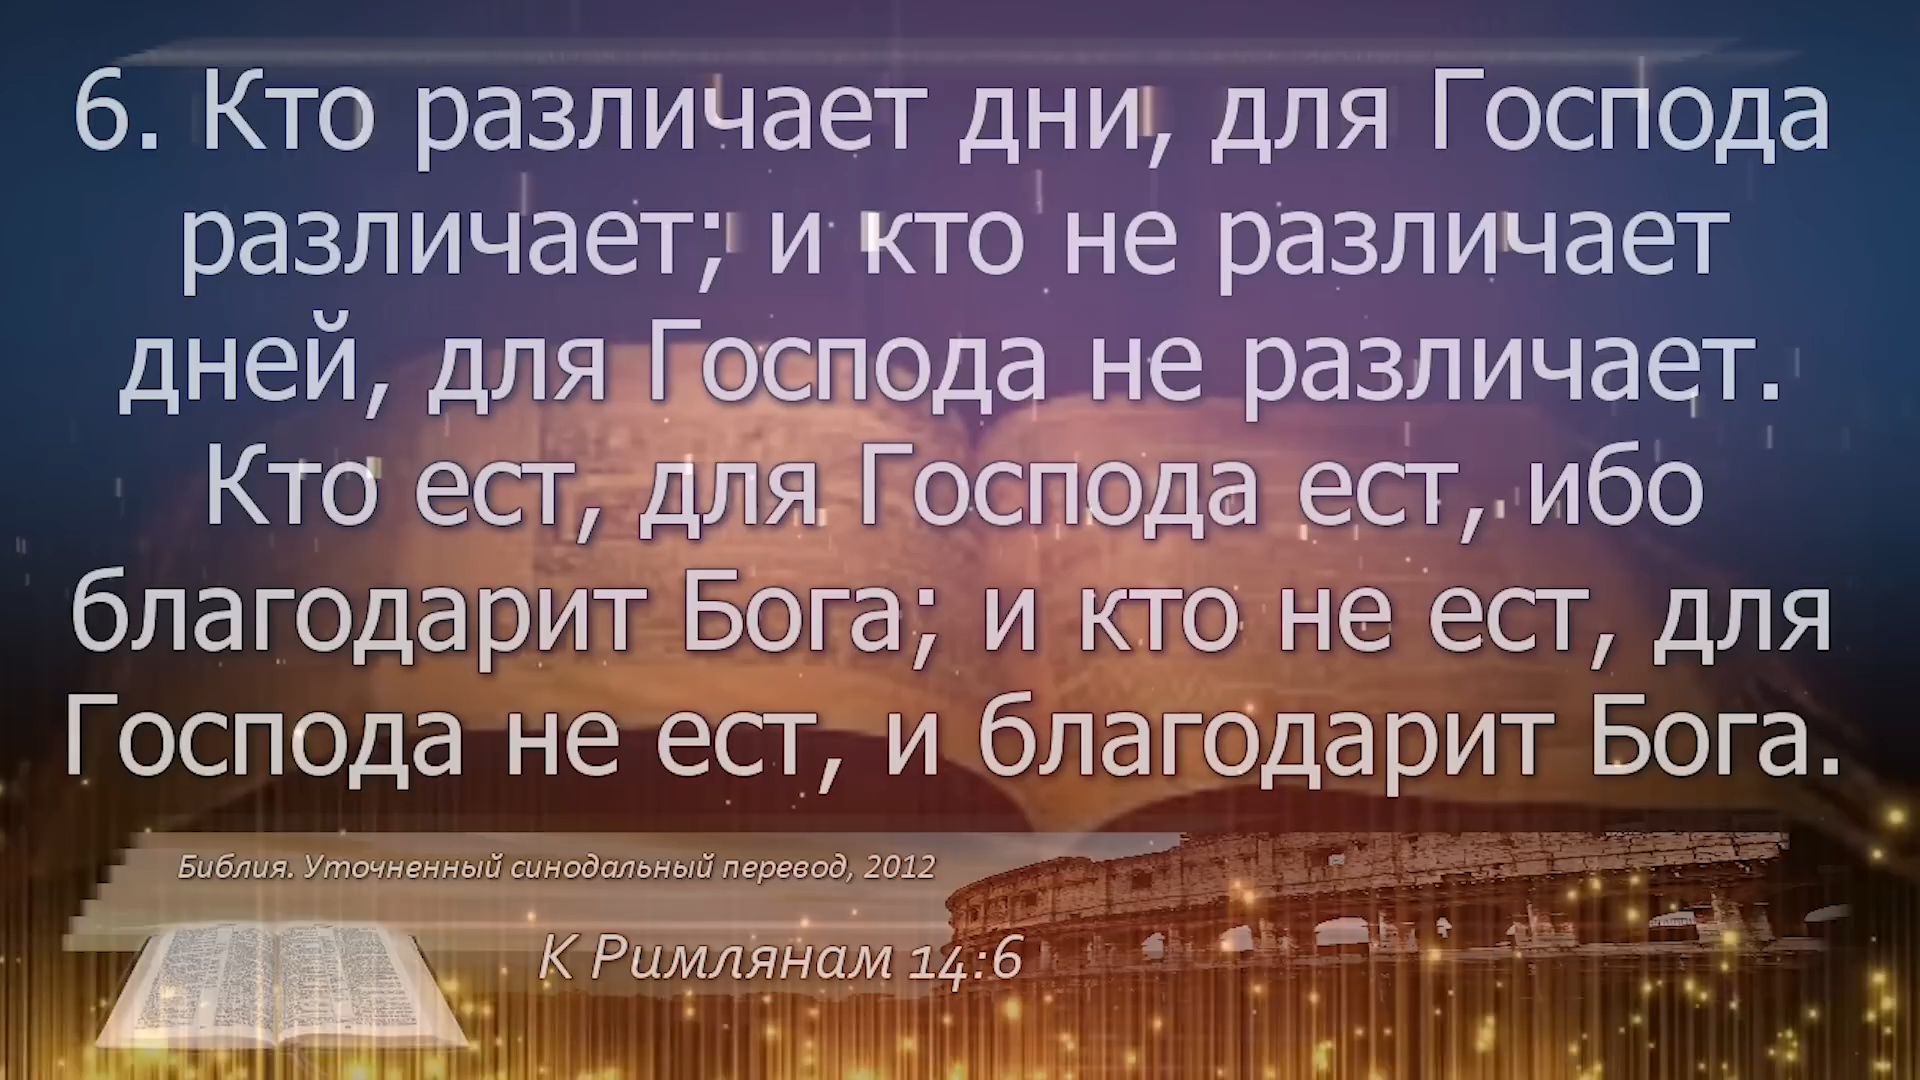 6. Кто различает дни, для Господа
различает; и кто не различает
дней, для Господа не различает.
Кто ест, для Господа ест, ибо
благодарит Бога; и кто не ест, для
Господа не ест, и благодарит Бога.
Библия. Уточненный синодальный перевод, 2012
К Римлянам 14:6